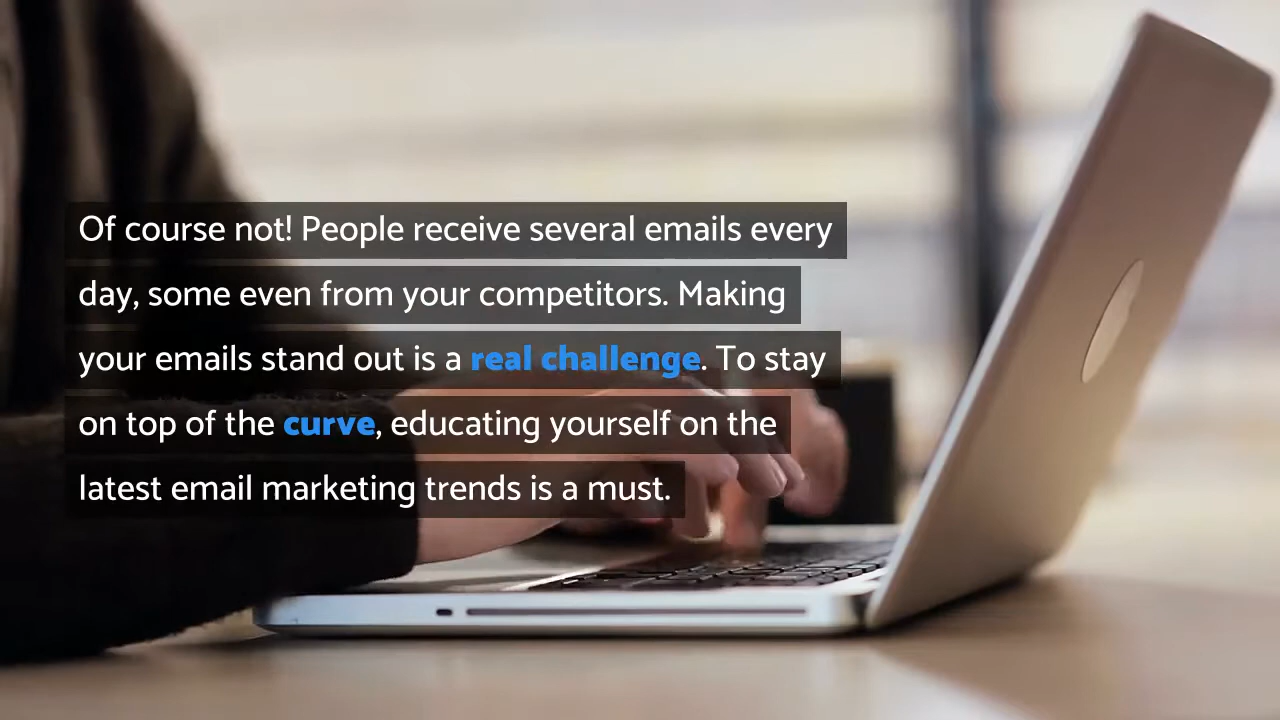 Of course not! People receive several emails every
day, some even from your competitors. Making
your emails stand out is a real challenge. To stay
on top of the curve, educating yourself on the
latest email marketing trends is a must.